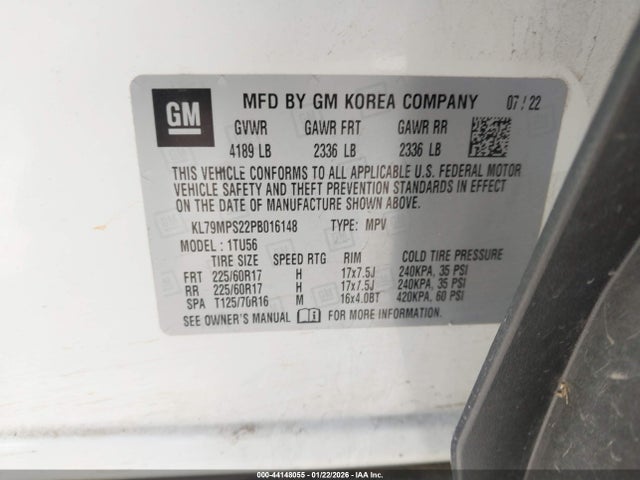 GM
MFD BY GM KOREA COMPANY 07/22
GVWR GAWR FRT GAWR RR
4189 LB 2336 LB 2336 LB
THIS VEHICLE CONFORMS TO ALL APPLICABLE U.S. FEDERAL MOTOR
VEHICLE SAFETY AND THEFT PREVENTION STANDARDS IN EFFECT
ON THE DATE OF MANUFACTURE SHOWN ABOVE.
KL79MPS22PB016148 TYPE: MPV
MODEL: 1TU56
TIRE SIZE SPEED RTG RIM COLD TIRE PRESSURE
FRT 225/60R17 H 17x7.5J 240KPA, 35 PSI
RR 225/60R17 H 17x7.5J 240KPA, 35 PSI
SPA T125/70R16 M 16x4.0BT 420KPA, 60 PSI
SEE OWNER'S MANUAL i FOR MORE INFORMATION
000-44148055 - 01/22/2026 - IAA Inc.